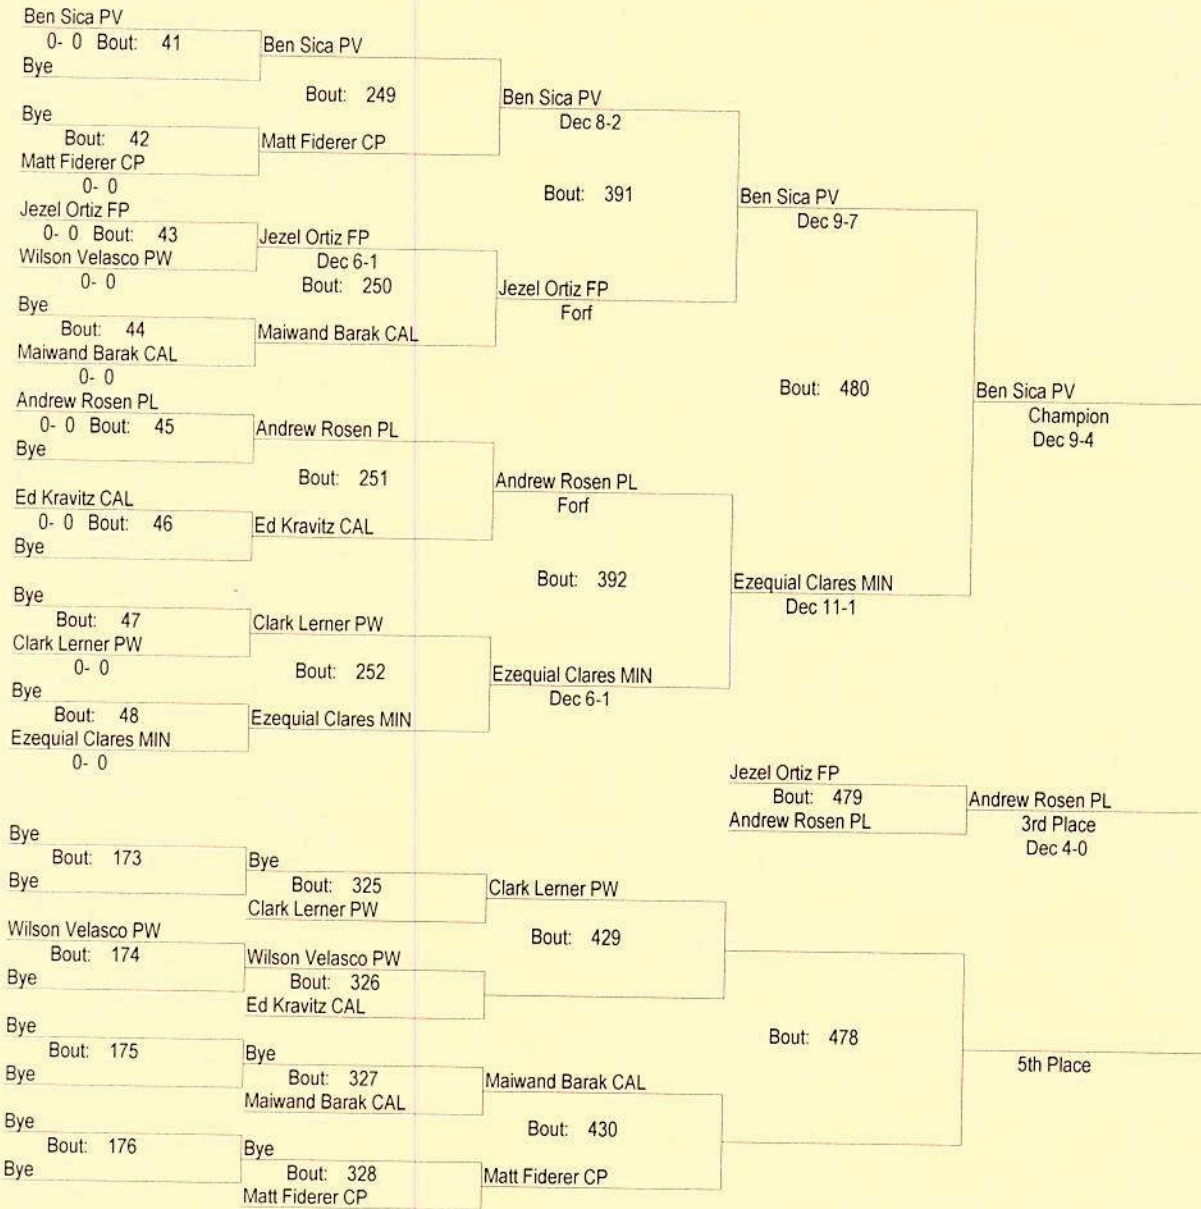 Ben Sica PV
0- 0 Bout: 41
Bye
Ben Sica PV
Bout: 249
Bye
Bout: 42
Matt Fiderer CP
0- 0
Matt Fiderer CP
Ben Sica PV
Dec 8-2
Bout: 391
Jezel Ortiz FP
0- 0 Bout: 43
Wilson Velasco PW
0- 0
Jezel Ortiz FP
Dec 6-1
Bout: 250
Bye
Bout: 44
Maiwand Barak CAL
0- 0
Maiwand Barak CAL
Jezel Ortiz FP
Forf
Ben Sica PV
Dec 9-7
Bout: 480
Andrew Rosen PL
0- 0 Bout: 45
Bye
Andrew Rosen PL
Bout: 251
Ed Kravitz CAL
0- 0 Bout: 46
Bye
Ed Kravitz CAL
Andrew Rosen PL
Forf
Bout: 392
Bye
Bout: 47
Clark Lerner PW
0- 0
Clark Lerner PW
Bout: 252
Bye
Bout: 48
Ezequial Clares MIN
0- 0
Ezequial Clares MIN
Ezequial Clares MIN
Dec 6-1
Ezequial Clares MIN
Dec 11-1
Ben Sica PV
Champion
Dec 9-4
Jezel Ortiz FP
Bout: 479
Andrew Rosen PL
Andrew Rosen PL
3rd Place
Dec 4-0
Bye
Bout: 173
Bye
Bye
Bout: 325
Clark Lerner PW
Clark Lerner PW
Bout: 429
Wilson Velasco PW
Bout: 174
Bye
Wilson Velasco PW
Bout: 326
Ed Kravitz CAL
Bout: 478
5th Place
Bye
Bout: 175
Bye
Bye
Bout: 327
Maiwand Barak CAL
Maiwand Barak CAL
Bout: 430
Bye
Bout: 176
Bye
Bye
Bout: 328
Matt Fiderer CP
Matt Fiderer CP